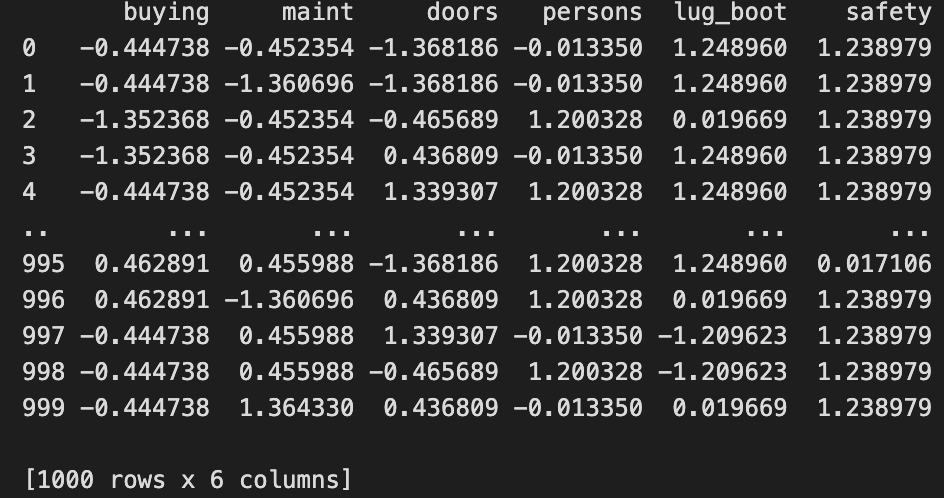 buying maint doors persons lug_boot safety
0 -0.444738 -0.452354 -1.368186 -0.013350 1.248960 1.238979
1 -0.444738 -1.360696 -1.368186 -0.013350 1.248960 1.238979
2 -1.352368 -0.452354 -0.465689 1.200328 0.019669 1.238979
3 -1.352368 -0.452354 0.436809 -0.013350 1.248960 1.238979
4 -0.444738 -0.452354 1.339307 1.200328 1.248960 1.238979
.. ... ... ... ... ... ...
995 0.462891 0.455988 -1.368186 1.200328 1.248960 0.017106
996 0.462891 -1.360696 0.436809 1.200328 0.019669 1.238979
997 -0.444738 0.455988 1.339307 -0.013350 -1.209623 1.238979
998 -0.444738 0.455988 -0.465689 1.200328 -1.209623 1.238979
999 -0.444738 1.364330 0.436809 -0.013350 0.019669 1.238979
[1000 rows x 6 columns]